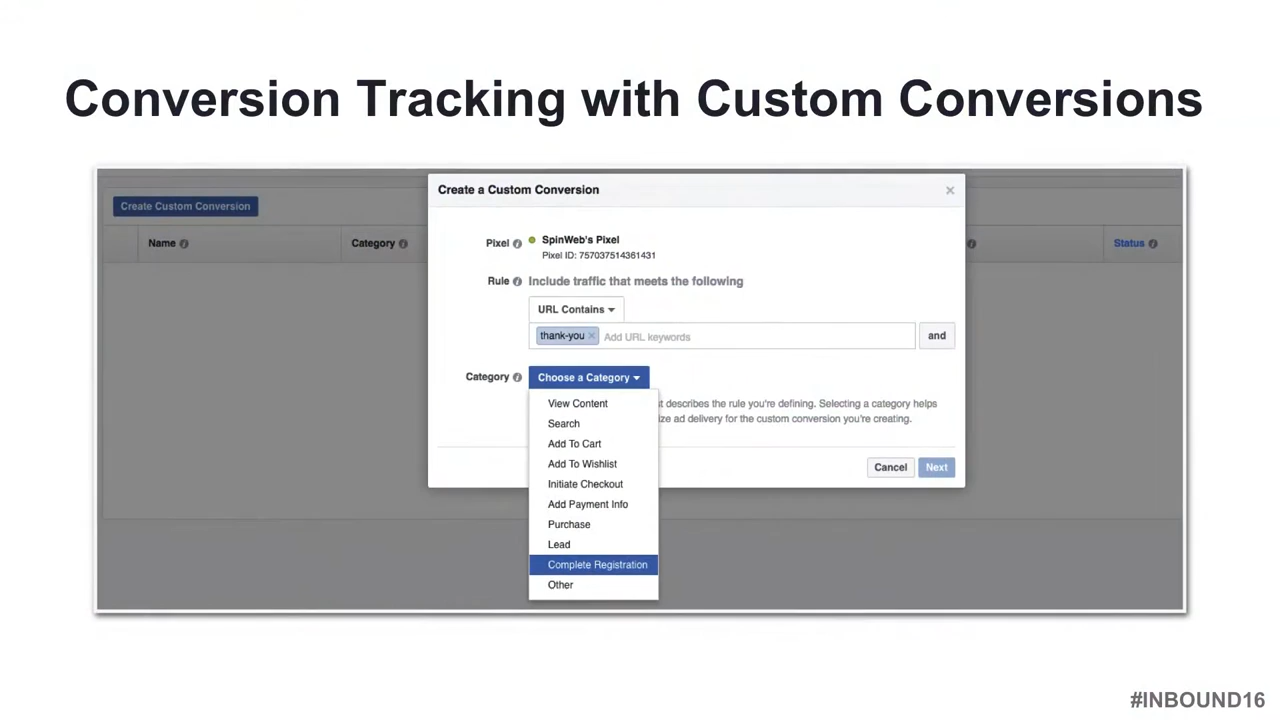 Conversion Tracking with Custom Conversions
Create a Custom Conversion
Create Custom Conversion
Name
Category
Status
Pixel
SpinWeb's Pixel
Pixel ID: 757037514361431
Rule
Include traffic that meets the following
URL Contains
thank-you
Add URL keywords
and
Category
Choose a Category
describes the rule you're defining. Selecting a category helps
ad delivery for the custom conversion you're creating.
View Content
Search
Add To Cart
Add To Wishlist
Initiate Checkout
Add Payment Info
Purchase
Lead
Complete Registration
Other
Cancel
Next
#INBOUND16